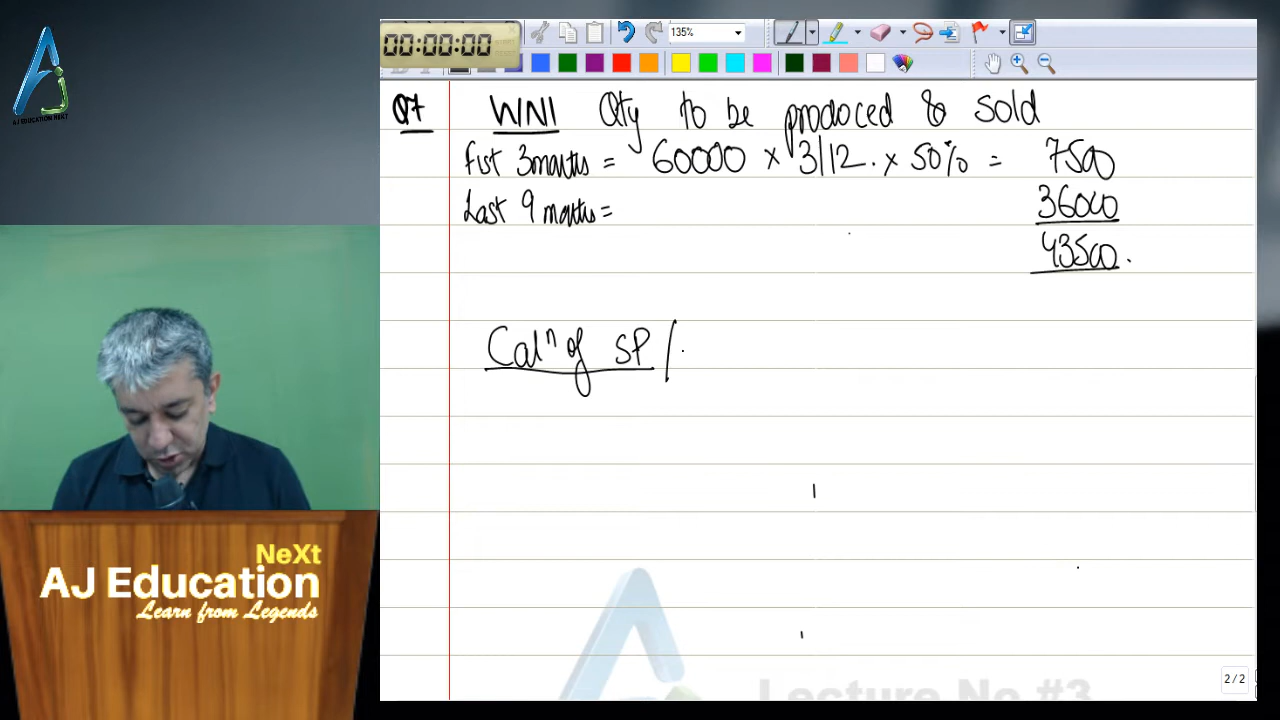 AJ EDUCATION NEXT
00:00:00
135%
Q7 WN1 Qty to be produced & sold
First 3 months = 60000 × 3/12. × 50% = 7500
Last 9 months = 36000
43500.
Calⁿ of SP /
NeXt
AJ Education
Learn from Legends
Lecture No #3
2/2